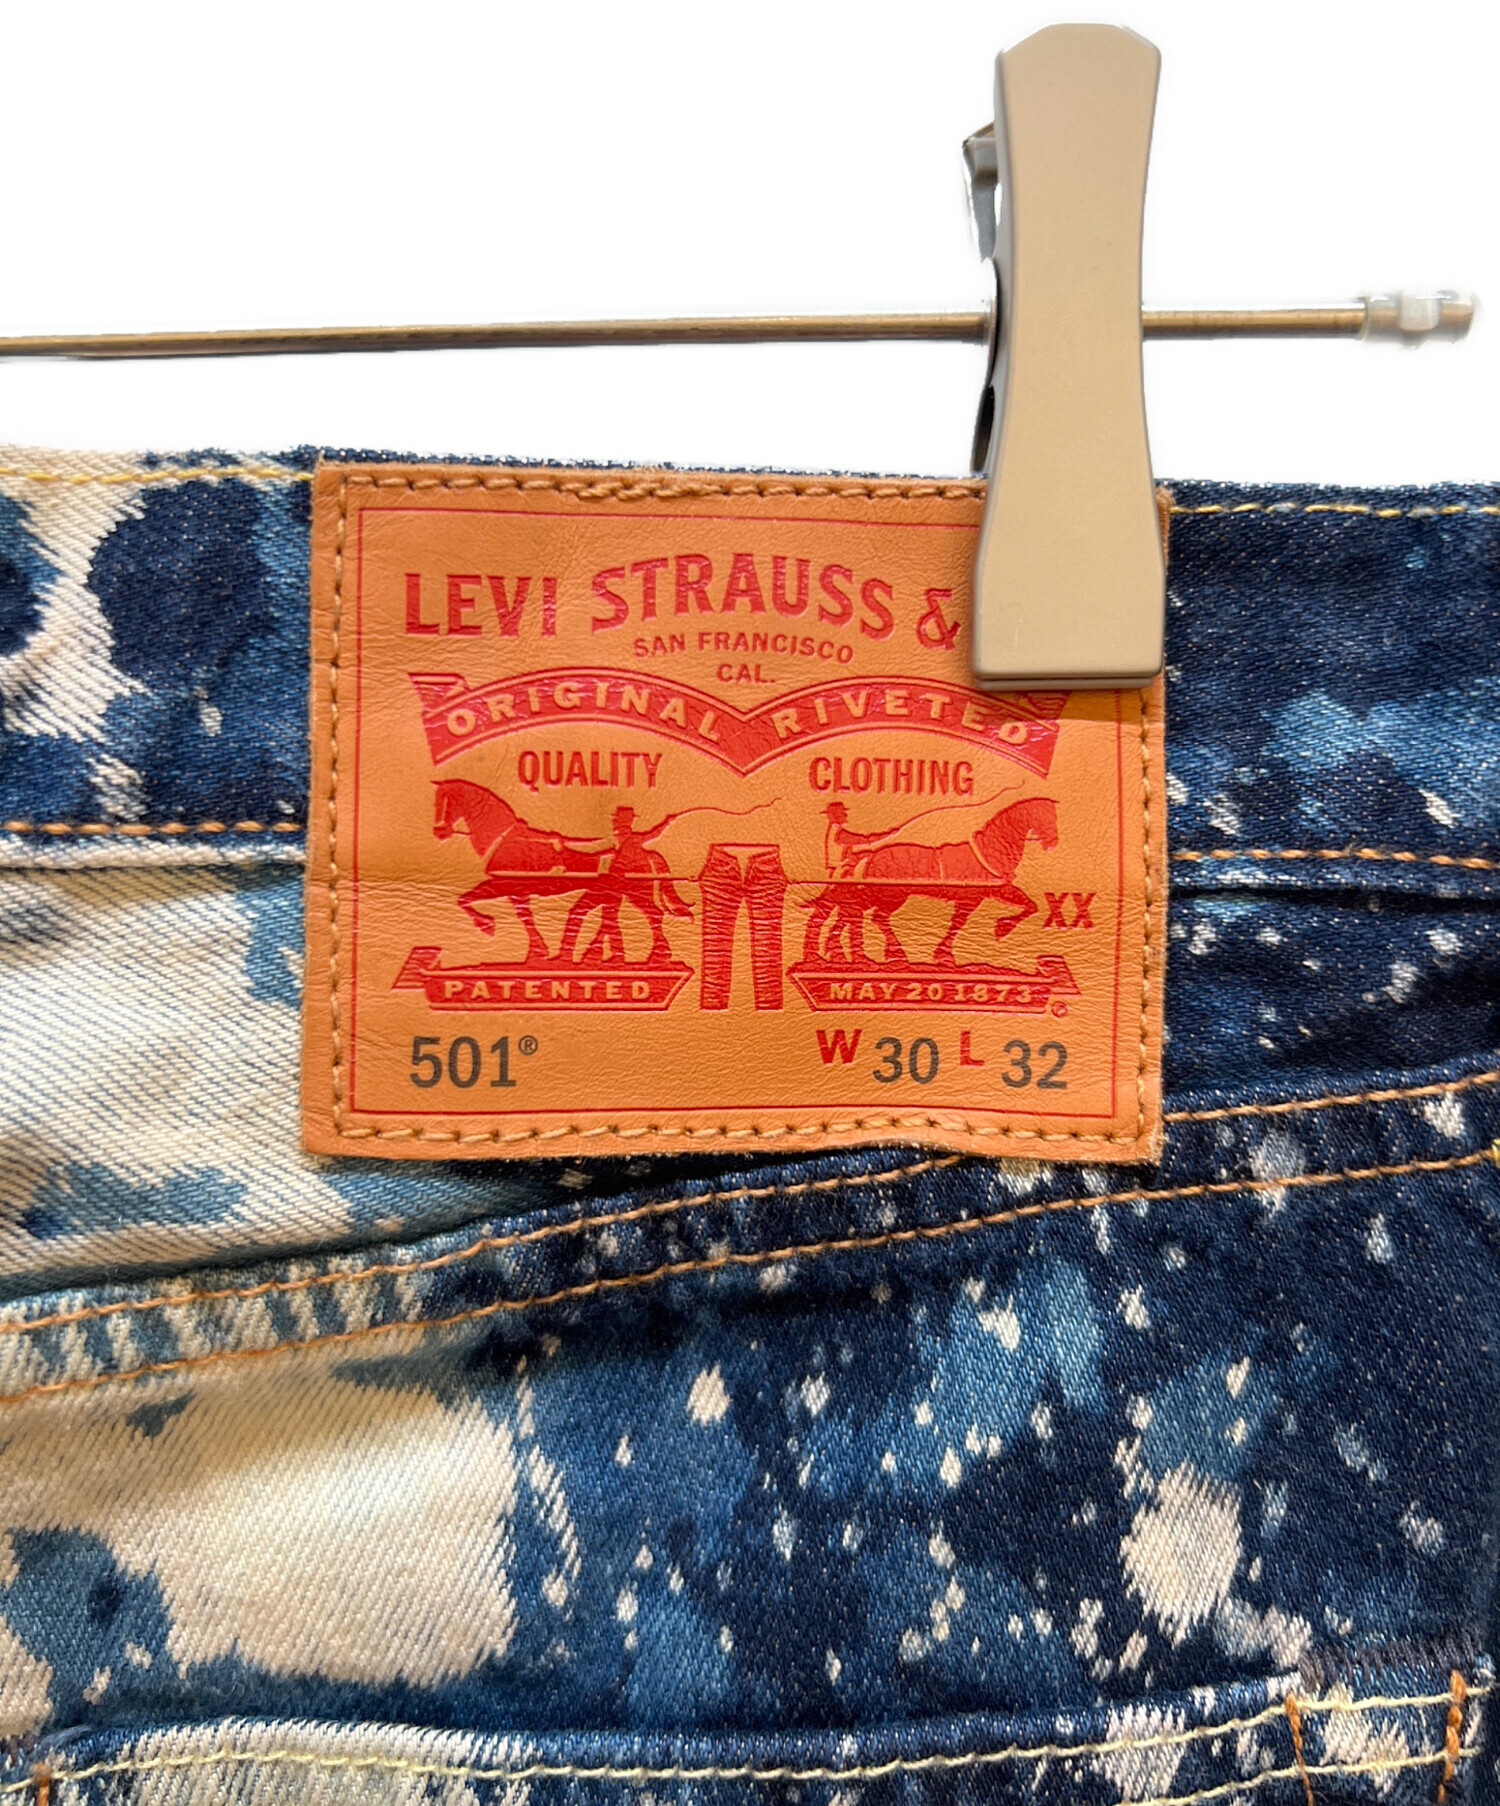 LEVI STRAUSS &
SAN FRANCISCO
CAL.
ORIGINAL RIVETED
QUALITY CLOTHING
XX
PATENTED MAY 20 1873 ®
501® W 30 L 32